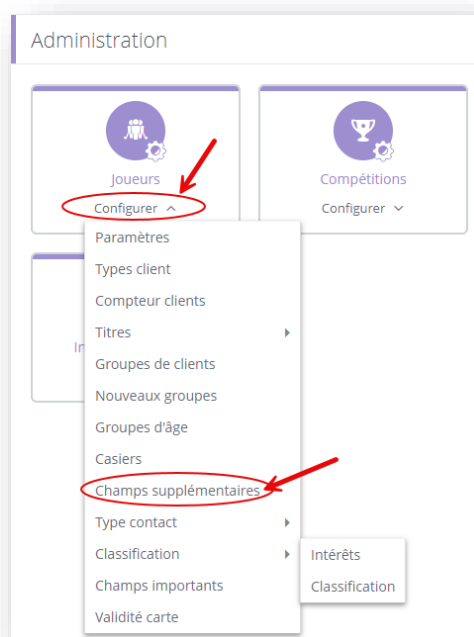 Administration
Joueurs
Compétitions
Configurer
Configurer
Paramètres
Types client
Compteur clients
Titres
Groupes de clients
Nouveaux groupes
Groupes d'âge
Casiers
Champs supplémentaires
Type contact
Classification
Intérêts
Classification
Champs importants
Validité carte